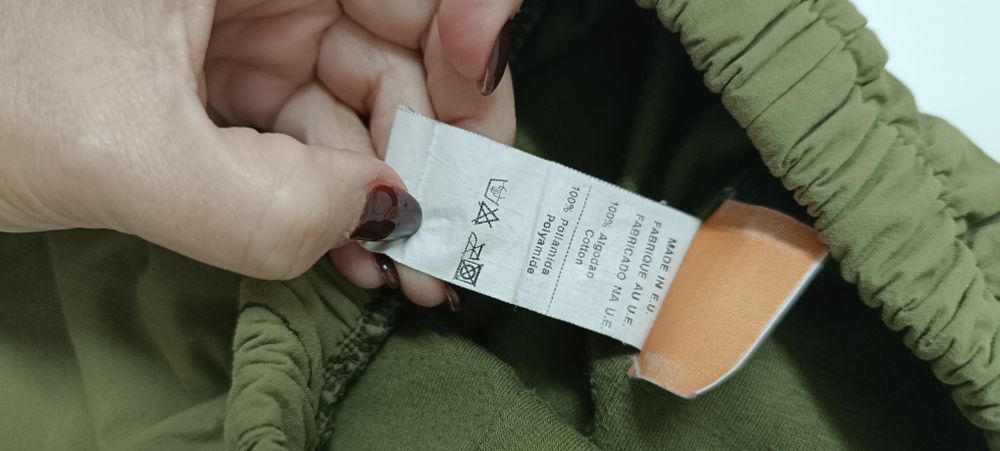 MADE IN E.U.
FABRIQUE AU U.E.
FABRICADO NA U.E.
100% Algodao
Cotton
100% Poliamida
Polyamide